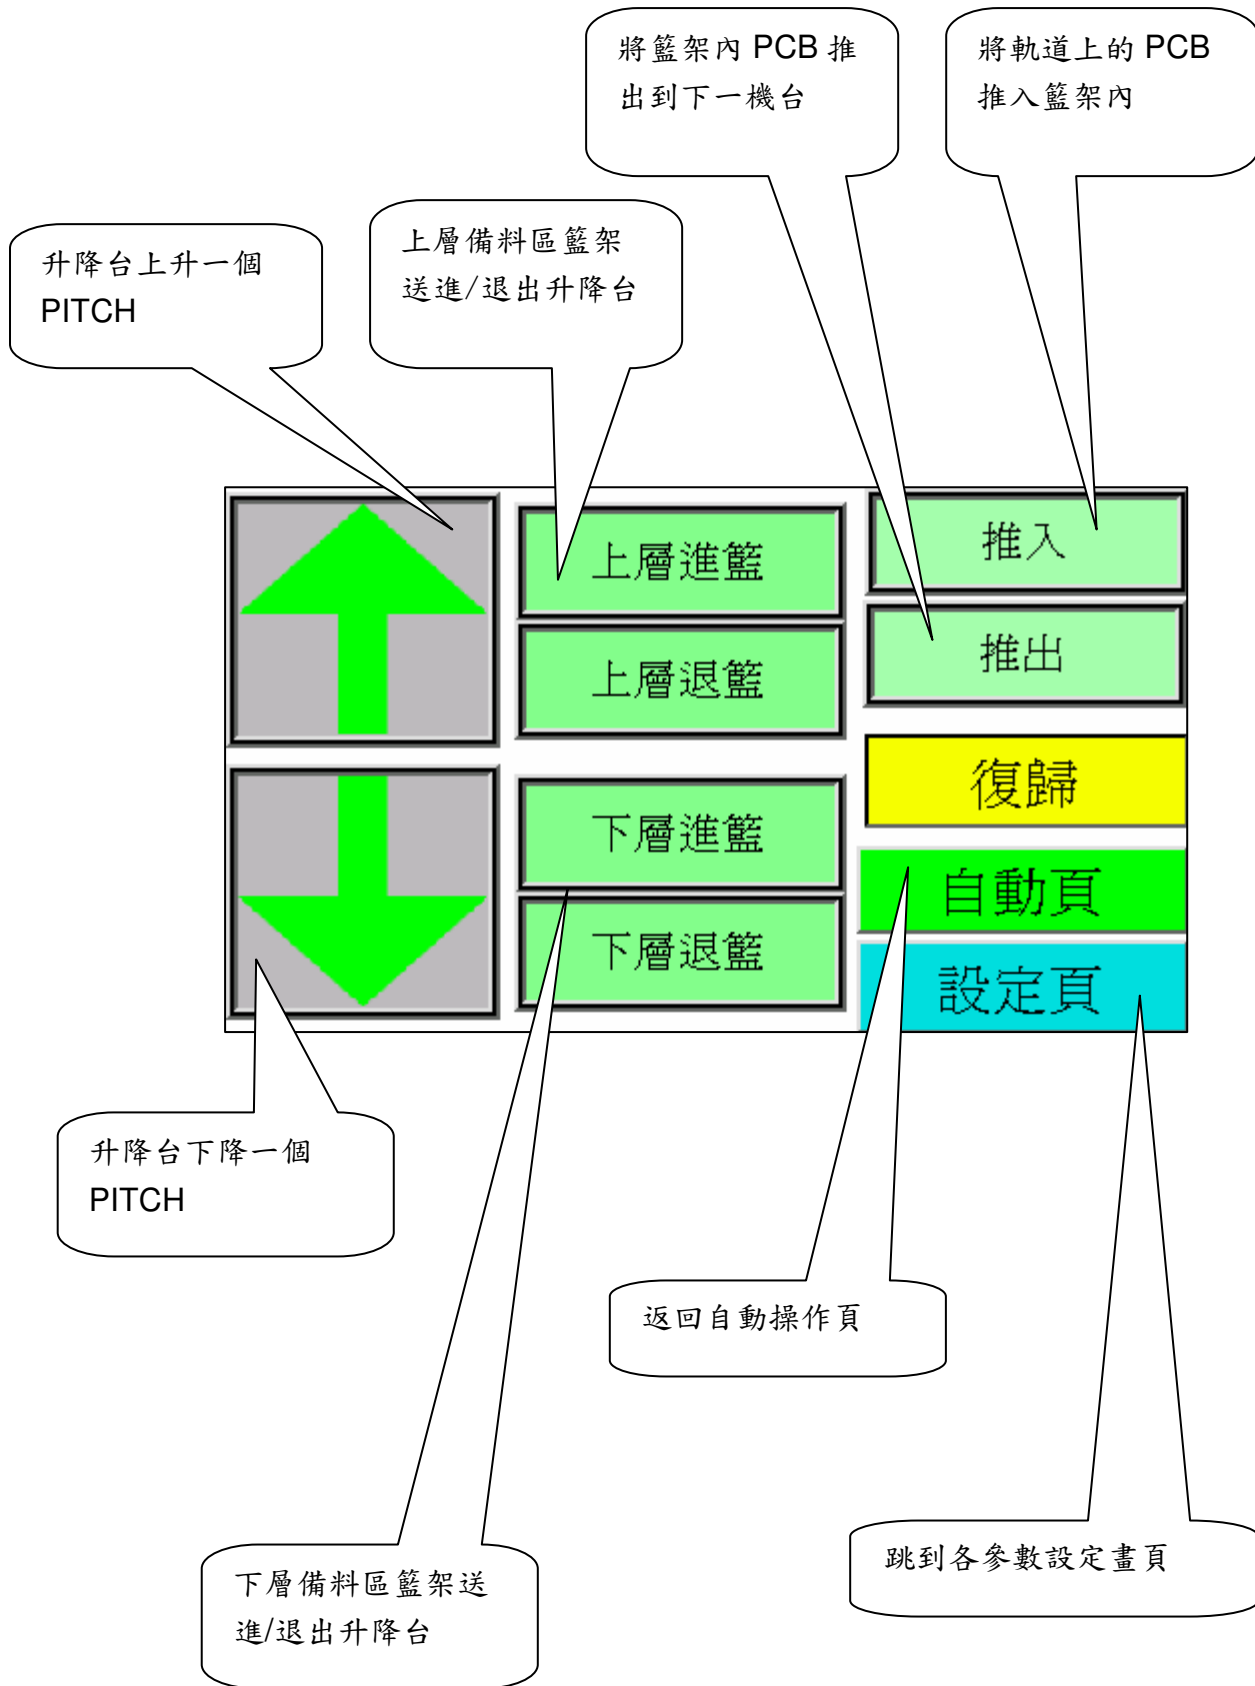 將籃架內 PCB 推
出到下一機台
將軌道上的 PCB
推入籃架內
升降台上升一個
PITCH
上層備料區籃架
送進/退出升降台
上層進籃
上層退籃
下層進籃
下層退籃
推入
推出
復歸
自動頁
設定頁
升降台下降一個
PITCH
返回自動操作頁
跳到各參數設定畫頁
下層備料區籃架送
進/退出升降台